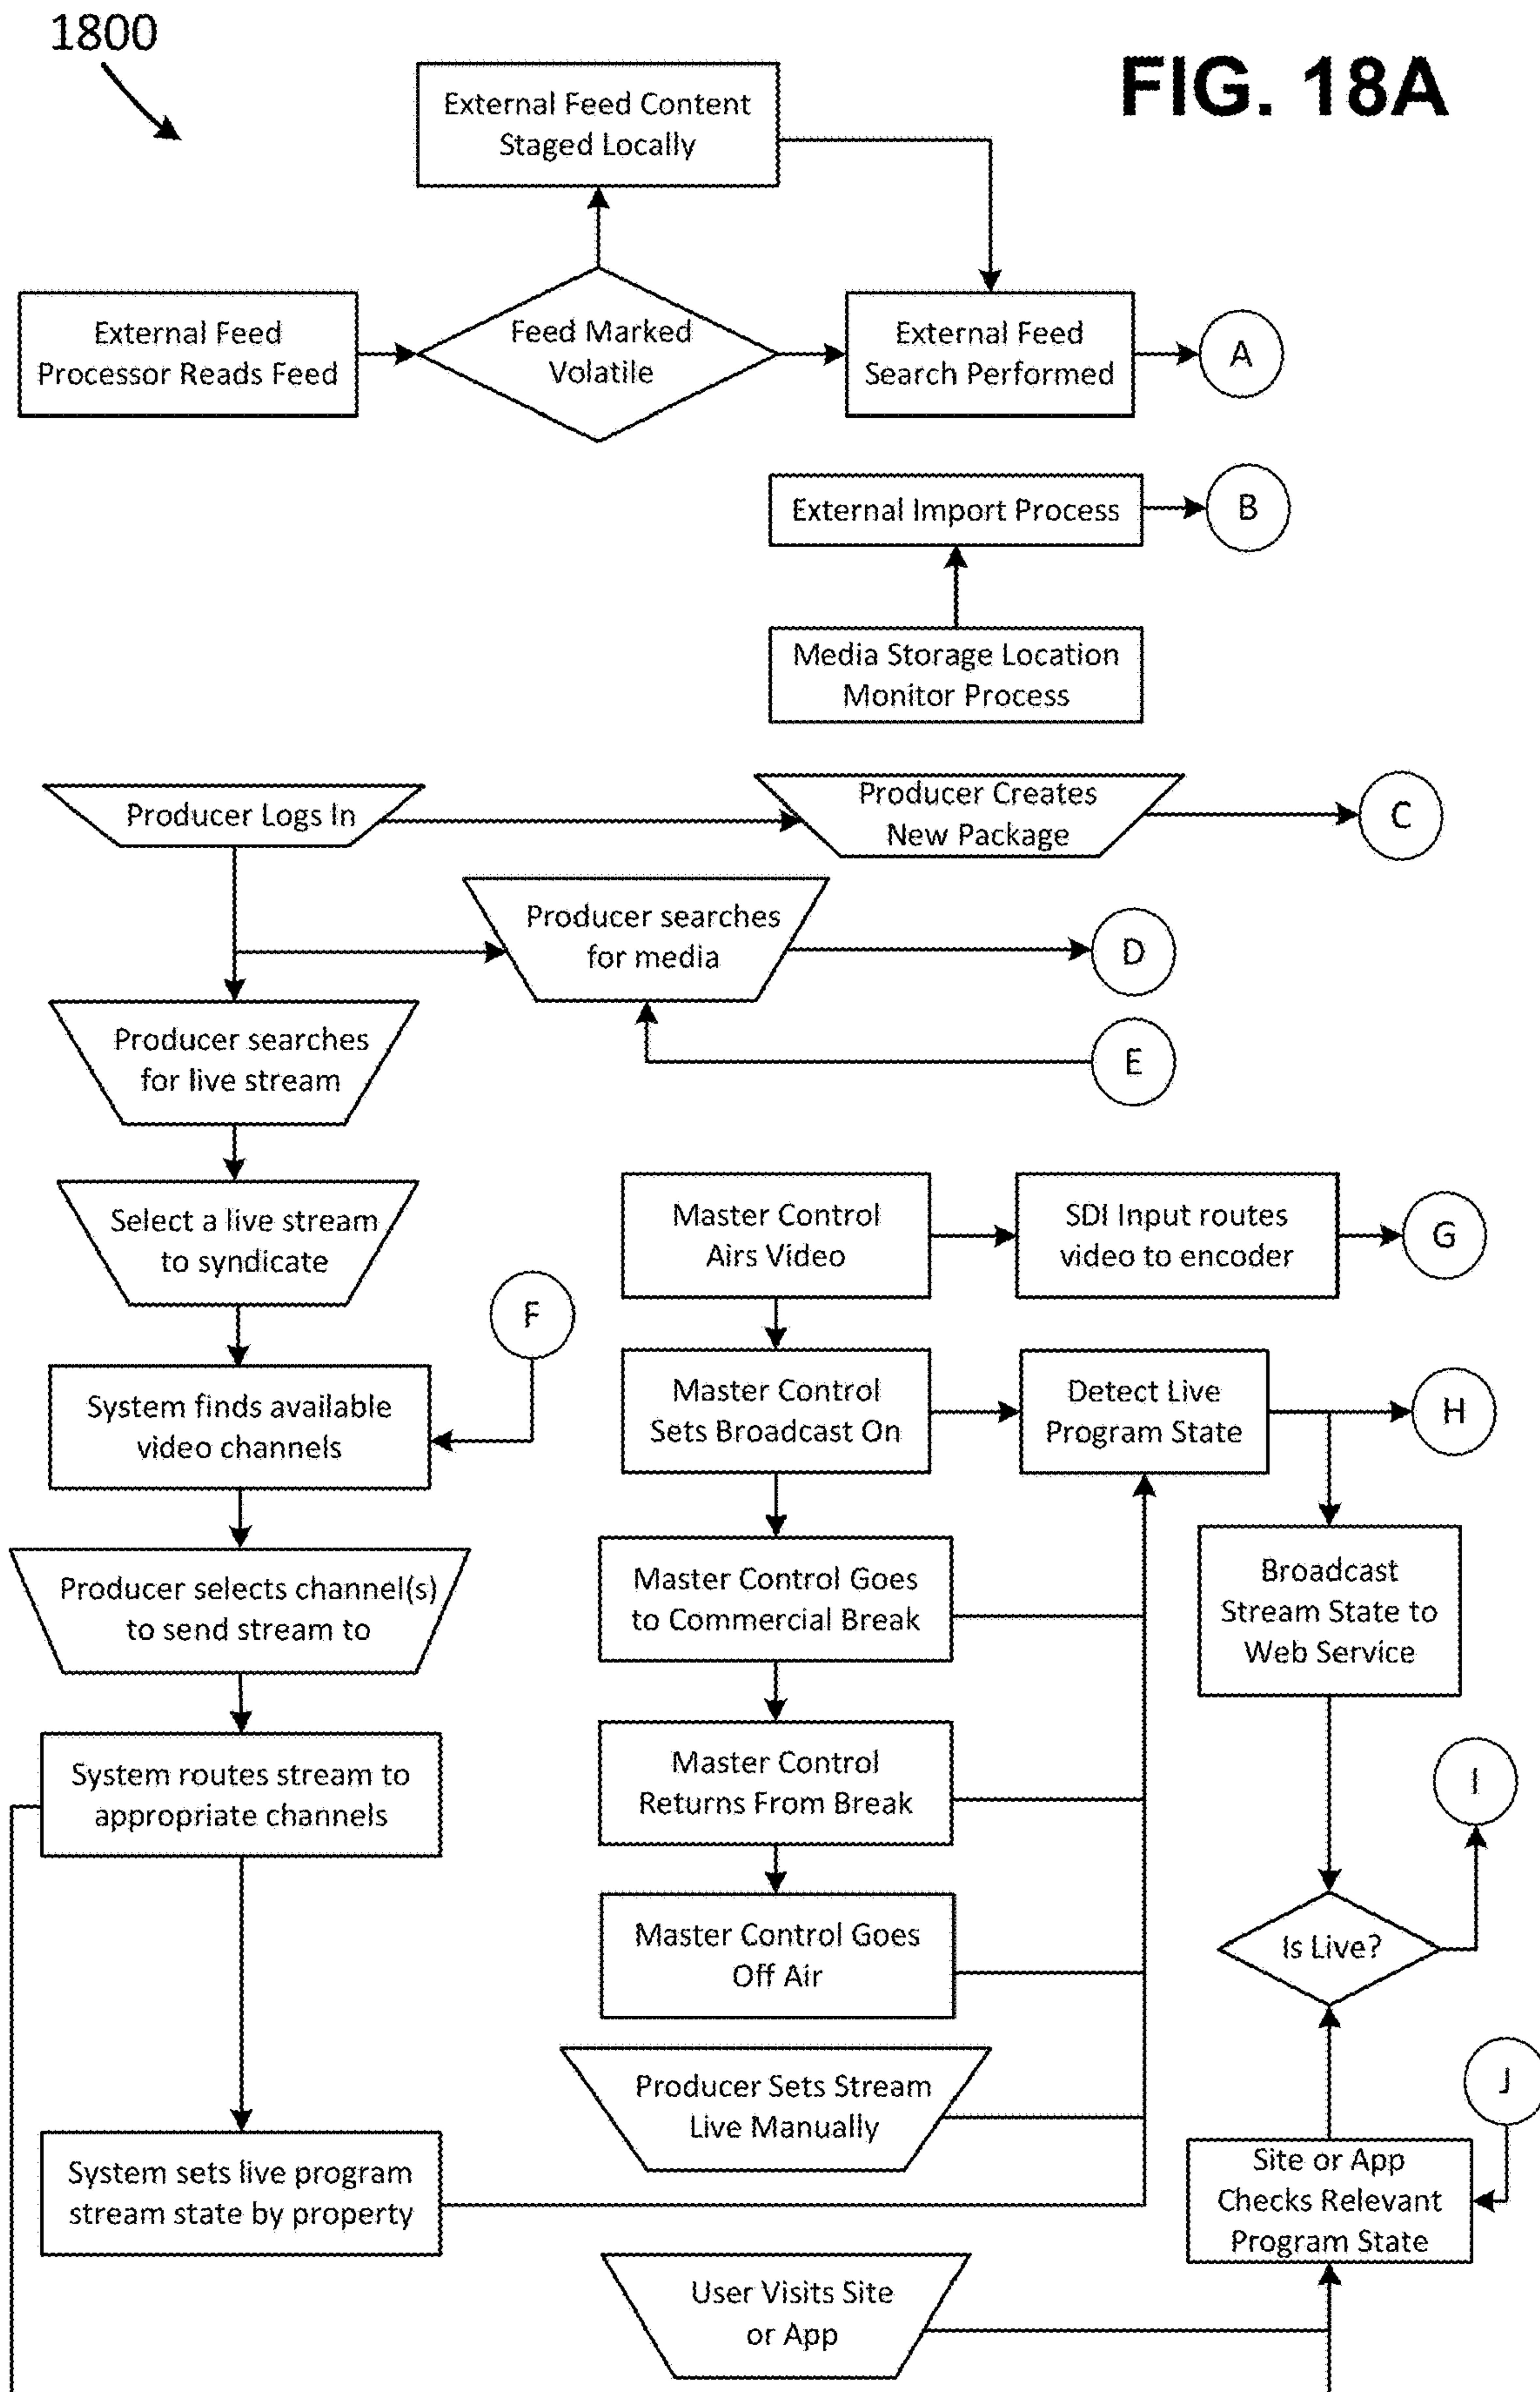 1800
FIG. 18A
External Feed Content
Staged Locally
External Feed
Processor Reads Feed
Feed Marked
Volatile
External Feed
Search Performed
A
External Import Process
B
Media Storage Location
Monitor Process
Producer Logs In
Producer Creates
New Package
C
Producer searches
for media
D
E
Producer searches
for live stream
Select a live stream
to syndicate
F
System finds available
video channels
Producer selects channel(s)
to send stream to
System routes stream to
appropriate channels
System sets live program
stream state by property
Master Control
Airs Video
SDI Input routes
video to encoder
G
Master Control
Sets Broadcast On
Detect Live
Program State
H
Master Control Goes
to Commercial Break
Broadcast
Stream State to
Web Service
Master Control
Returns From Break
I
Master Control Goes
Off Air
Is Live?
Producer Sets Stream
Live Manually
J
Site or App
Checks Relevant
Program State
User Visits Site
or App